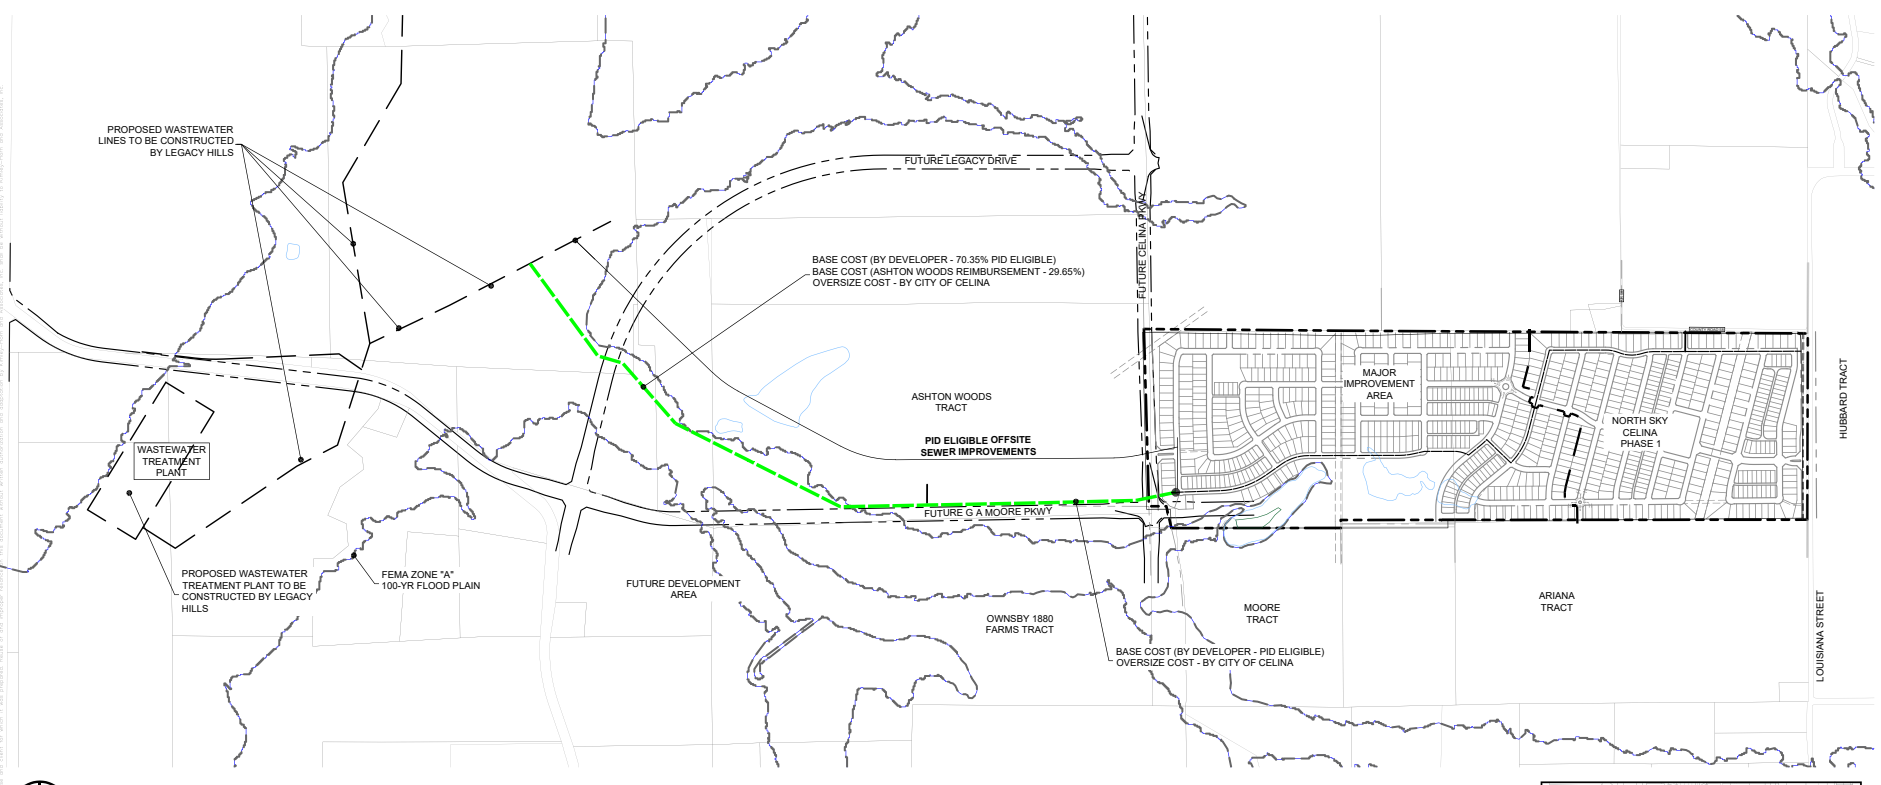 PROPOSED WASTEWATER
LINES TO BE CONSTRUCTED
BY LEGACY HILLS
FUTURE LEGACY DRIVE
FUTURE CELINA PKWY
BASE COST (BY DEVELOPER - 70.35% PID ELIGIBLE)
BASE COST (ASHTON WOODS REIMBURSEMENT - 29.65%)
OVERSIZE COST - BY CITY OF CELINA
ASHTON WOODS
TRACT
MAJOR
IMPROVEMENT
AREA
NORTH SKY
CELINA
PHASE 1
HUBBARD TRACT
PID ELIGIBLE OFFSITE
SEWER IMPROVEMENTS
WASTEWATER
TREATMENT
PLANT
FUTURE G A MOORE PKWY
PROPOSED WASTEWATER
TREATMENT PLANT TO BE
CONSTRUCTED BY LEGACY
HILLS
FEMA ZONE "A"
100-YR FLOOD PLAIN
FUTURE DEVELOPMENT
AREA
OWNSBY 1880
FARMS TRACT
MOORE
TRACT
ARIANA
TRACT
LOUISIANA STREET
BASE COST (BY DEVELOPER - PID ELIGIBLE)
OVERSIZE COST - BY CITY OF CELINA